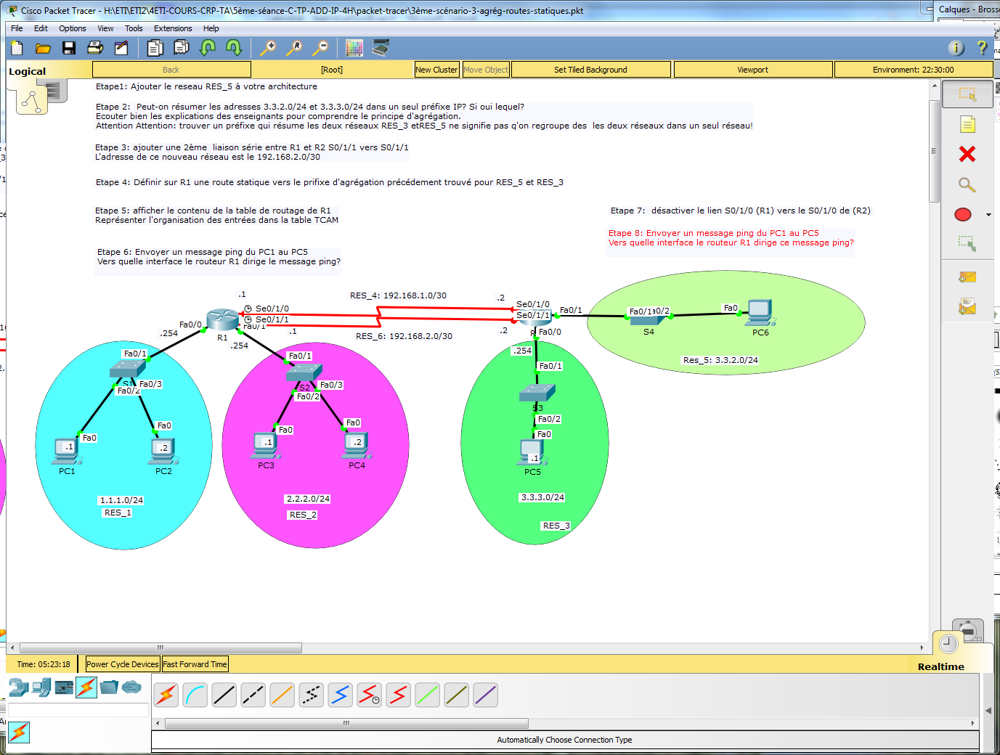 Cisco Packet Tracer - H:\ETI\ETI2\4ETI-COURS-CRP-TA\5ème-séance-C-TP-ADD-IP-4H\packet-tracer\3ème-scénario-3-agrég-routes-statiques.pkt
Calques - Bross
File Edit Options View Tools Extensions Help
Logical
Back
[Root]
New Cluster
Move Object
Set Tiled Background
Viewport
Environment: 22:30:00
Etape1: Ajouter le reseau RES_5 à votre architecture
Etape 2:  Peut-on résumer les adresses 3.3.2.0/24 et 3.3.3.0/24 dans un seul préfixe IP? Si oui lequel?
Ecouter bien les explications des enseignants pour comprendre le principe d'agrégation.
Attention Attention: trouver un préfixe qui résume les deux réseaux RES_3 etRES_5 ne signifie pas q'on regroupe des  les deux réseaux dans un seul réseau!
Etape 3: ajouter une 2ème  liaison série entre R1 et R2 S0/1/1 vers S0/1/1
L'adresse de ce nouveau réseau est le 192.168.2.0/30
Etape 4: Définir sur R1 une route statique vers le prifixe d'agrégation précédement trouvé pour RES_5 et RES_3
Etape 5: afficher le contenu de la table de routage de R1
Représenter l'organisation des entrées dans la table TCAM
Etape 7:  désactiver le lien S0/1/0 (R1) vers le S0/1/0 de (R2)
Etape 8: Envoyer un message ping du PC1 au PC5
Vers quelle interface le routeur R1 dirige ce message ping?
Etape 6: Envoyer un message ping du PC1 au PC5
Vers quelle interface le routeur R1 dirige le message ping?
.1
RES_4: 192.168.1.0/30
.2
Se0/1/0
Se0/1/0
Fa0/1
Fa0/1
a0/2
Fa0
Se0/1/1
Se0/1/1
Fa0/0
Fa0/1
R1
.254
.1
RES_6: 192.168.2.0/30
.2
R
Fa0/0
S4
PC6
.254
.254
Fa0/1
Fa0/1
Res_5: 3.3.2.0/24
Fa0/1
S1
Fa0/3
Fa0/2
S2
Fa0/3
Fa0/2
S3
Fa0/2
Fa0
Fa0
Fa0
Fa0
Fa0
.1
.2
.1
.2
.1
PC1
PC2
PC3
PC4
PC5
1.1.1.0/24
RES_1
2.2.2.0/24
RES_2
3.3.3.0/24
RES_3
Time: 05:23:18
Power Cycle Devices
Fast Forward Time
Realtime
Automatically Choose Connection Type